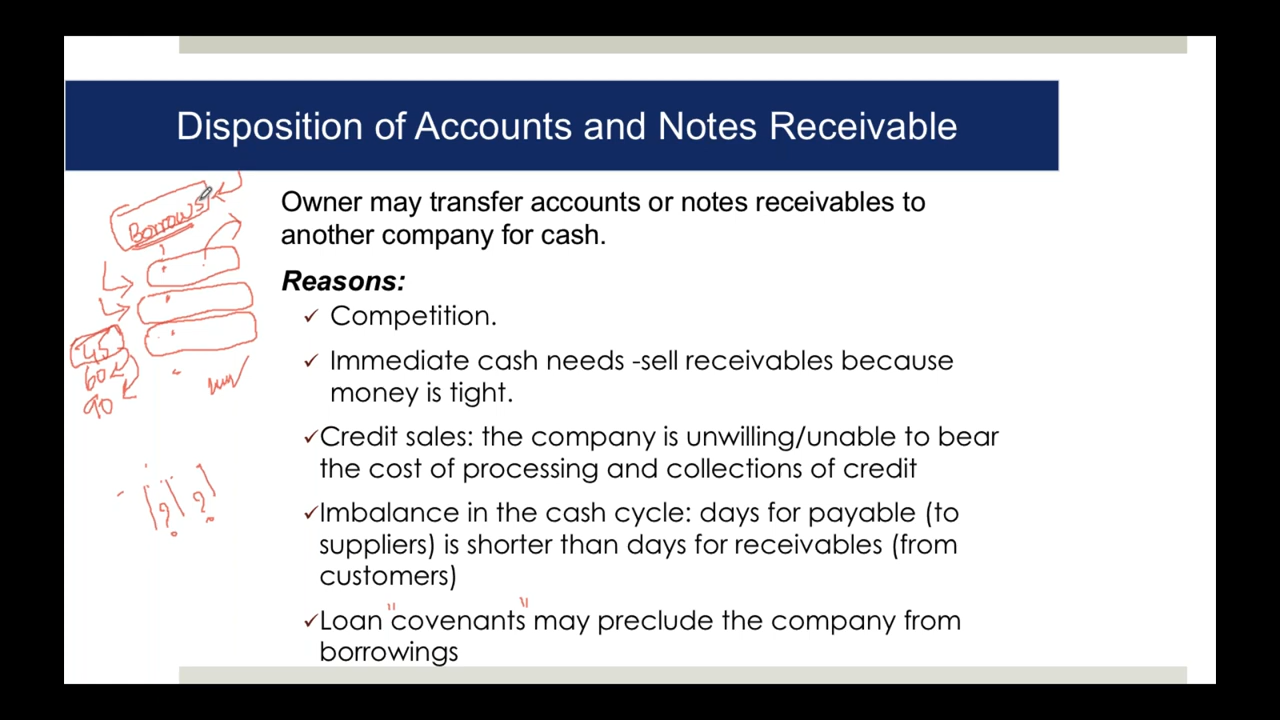 Disposition of Accounts and Notes Receivable
Borrows
45
60
90
Owner may transfer accounts or notes receivables to
another company for cash.
Reasons:
✓ Competition.
✓ Immediate cash needs -sell receivables because
money is tight.
✓Credit sales: the company is unwilling/unable to bear
the cost of processing and collections of credit
✓Imbalance in the cash cycle: days for payable (to
suppliers) is shorter than days for receivables (from
customers)
✓Loan "covenants" may preclude the company from
borrowings